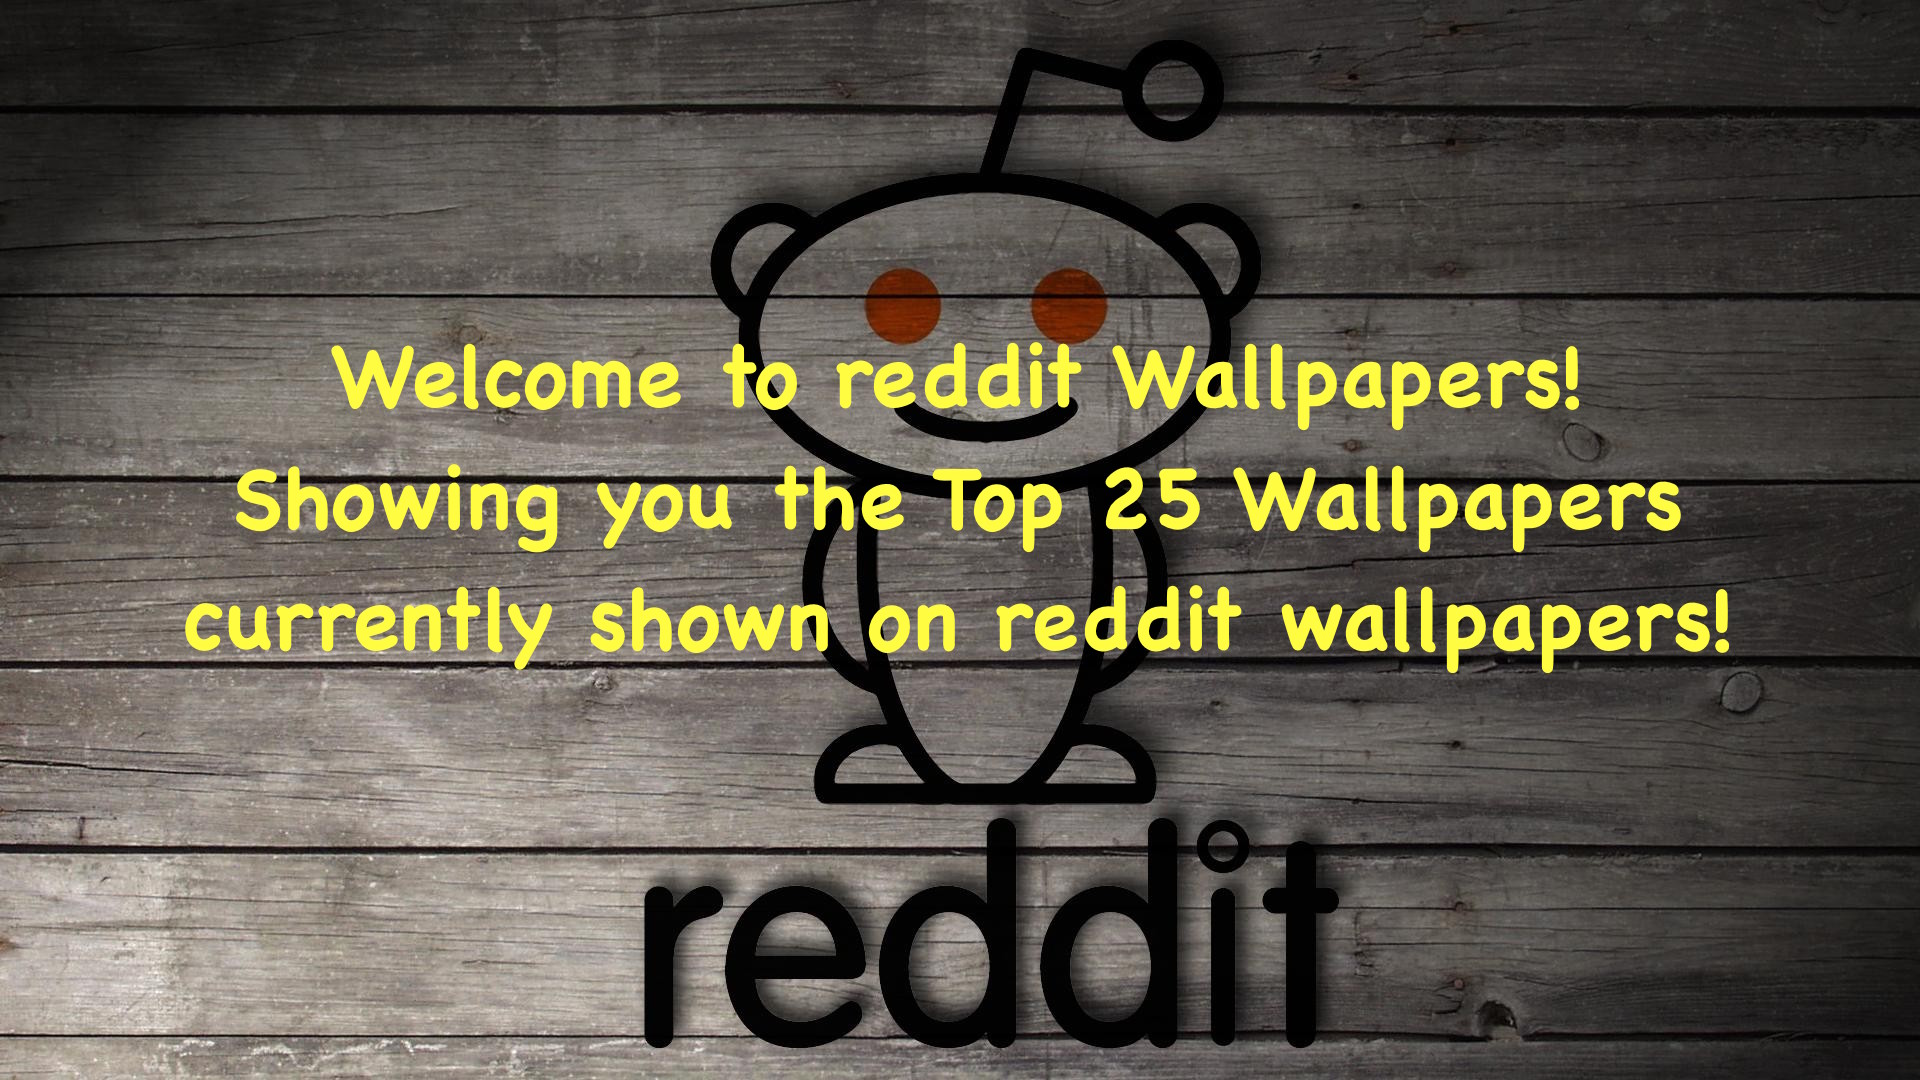 Welcome to reddit Wallpapers!
Showing you the Top 25 Wallpapers
currently shown on reddit wallpapers!
reddit